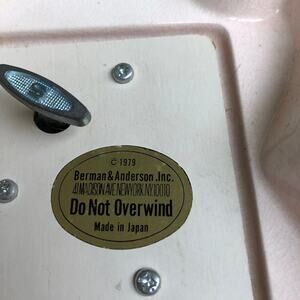 © 1979
Berman & Anderson .Inc.
41 MADISON AVE NEW YORK NY 10010
Do Not Overwind
Made in Japan